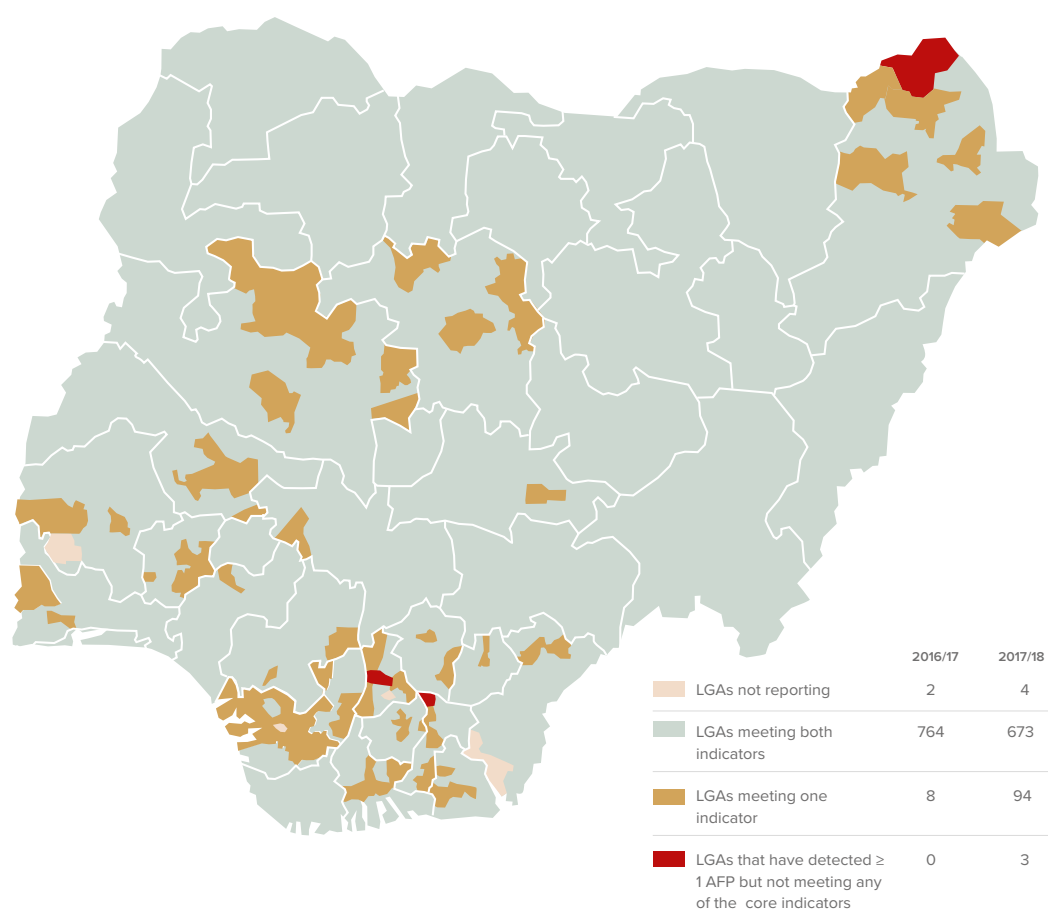 2016/17 2017/18
LGAs not reporting 2 4
LGAs meeting both 764 673
indicators
LGAs meeting one 8 94
indicator
LGAs that have detected ≥ 0 3
1 AFP but not meeting any
of the core indicators